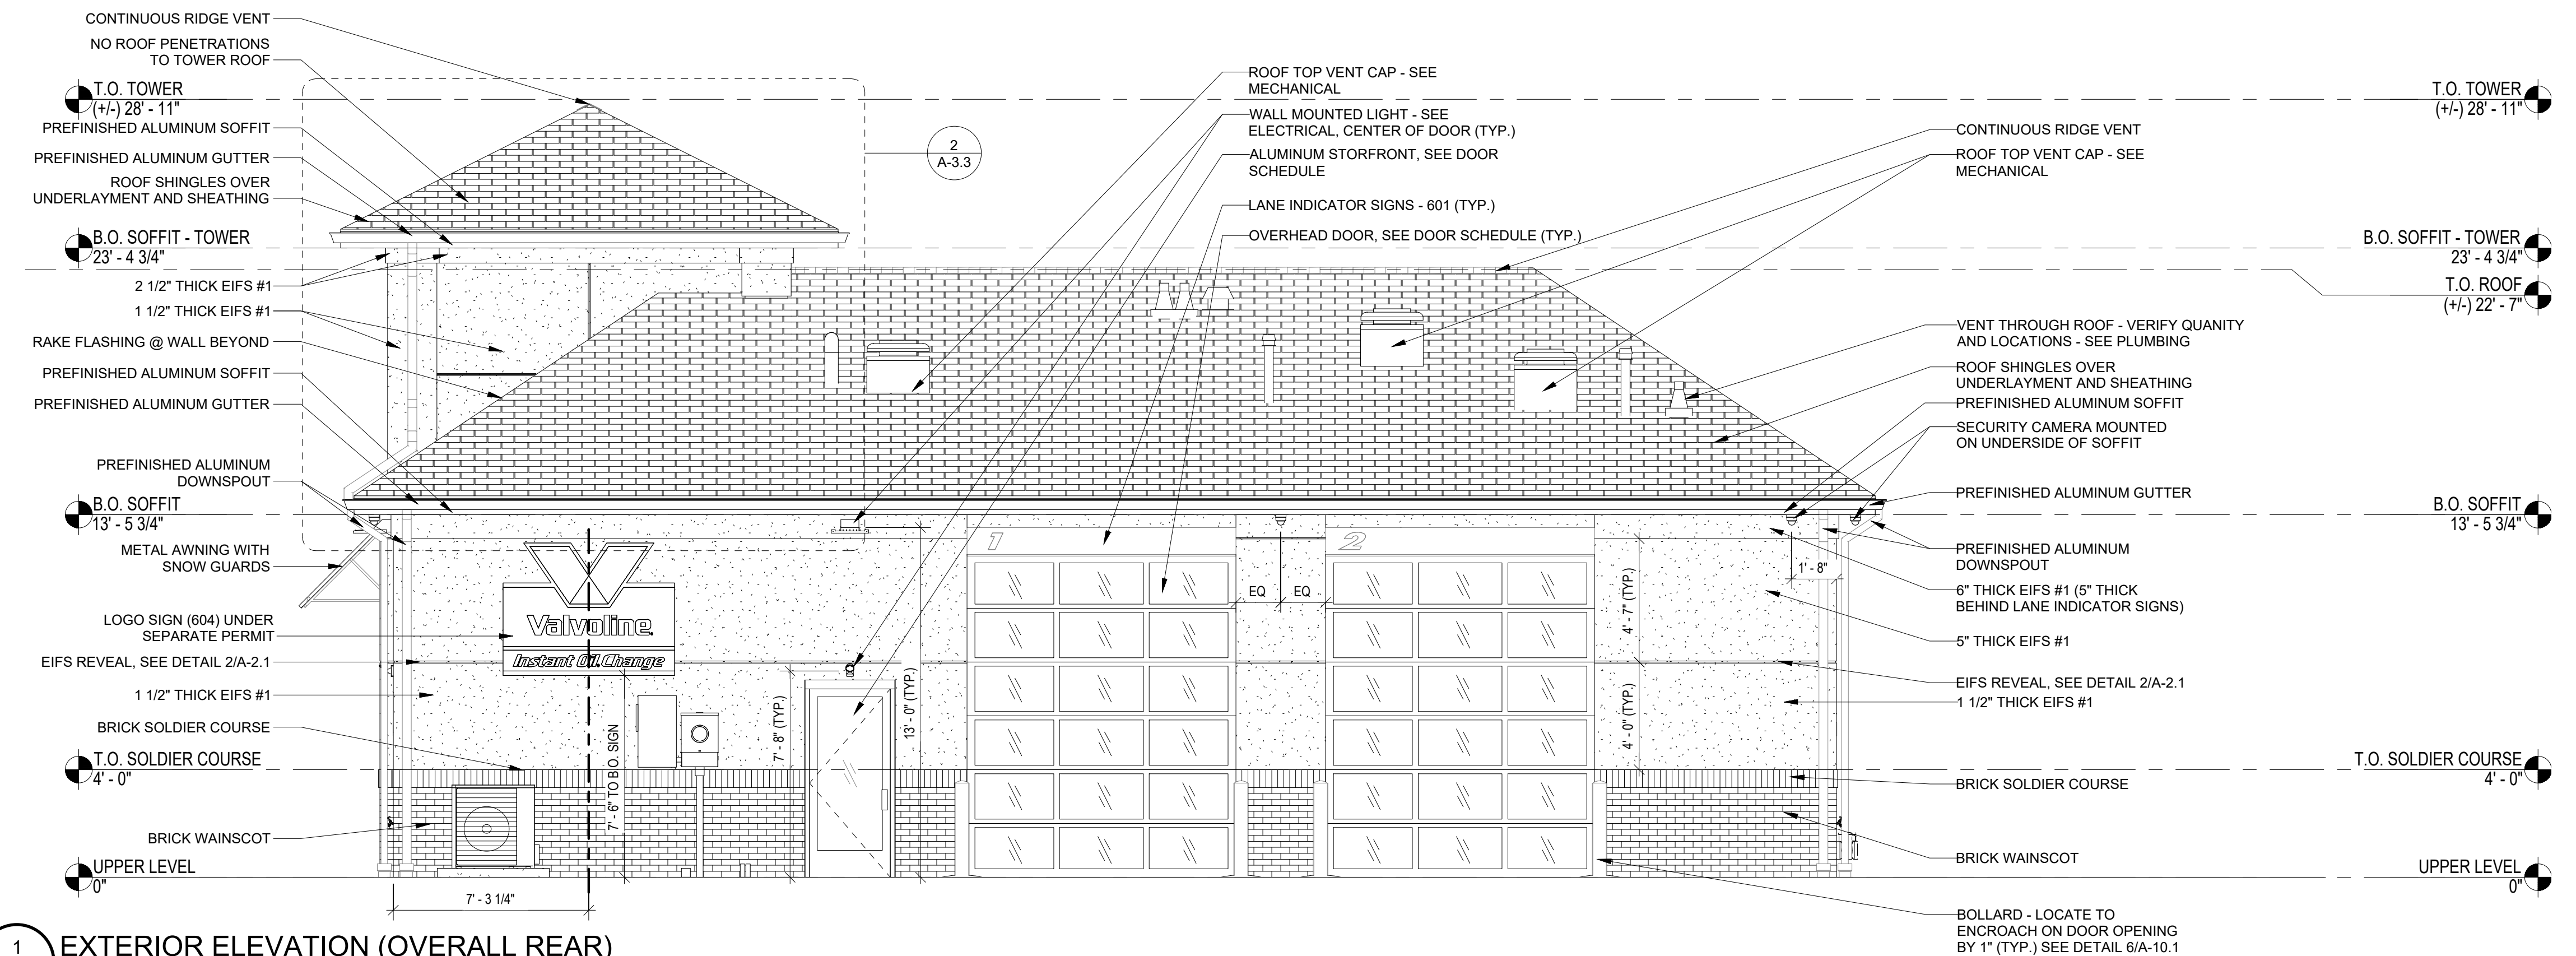 CONTINUOUS RIDGE VENT
NO ROOF PENETRATIONS
TO TOWER ROOF
T.O. TOWER
(+/-) 28' - 11"
PREFINISHED ALUMINUM SOFFIT
PREFINISHED ALUMINUM GUTTER
ROOF SHINGLES OVER
UNDERLAYMENT AND SHEATHING
B.O. SOFFIT - TOWER
23' - 4 3/4"
2 1/2" THICK EIFS #1
1 1/2" THICK EIFS #1
RAKE FLASHING @ WALL BEYOND
PREFINISHED ALUMINUM SOFFIT
PREFINISHED ALUMINUM GUTTER
PREFINISHED ALUMINUM
DOWNSPOUT
B.O. SOFFIT
13' - 5 3/4"
METAL AWNING WITH
SNOW GUARDS
LOGO SIGN (604) UNDER
SEPARATE PERMIT
EIFS REVEAL, SEE DETAIL 2/A-2.1
1 1/2" THICK EIFS #1
BRICK SOLDIER COURSE
T.O. SOLDIER COURSE
4' - 0"
BRICK WAINSCOT
UPPER LEVEL
0"
2
A-3.3
ROOF TOP VENT CAP - SEE
MECHANICAL
WALL MOUNTED LIGHT - SEE
ELECTRICAL, CENTER OF DOOR (TYP.)
ALUMINUM STORFRONT, SEE DOOR
SCHEDULE
LANE INDICATOR SIGNS - 601 (TYP.)
OVERHEAD DOOR, SEE DOOR SCHEDULE (TYP.)
Valvoline
Instant Oil Change
1
2
EQ
EQ
7' - 6" TO B.O. SIGN
7' - 8" (TYP.)
13' - 0" (TYP.)
4' - 7" (TYP.)
4' - 0" (TYP.)
1' - 8"
7' - 3 1/4"
T.O. TOWER
(+/-) 28' - 11"
CONTINUOUS RIDGE VENT
ROOF TOP VENT CAP - SEE
MECHANICAL
B.O. SOFFIT - TOWER
23' - 4 3/4"
T.O. ROOF
(+/-) 22' - 7"
VENT THROUGH ROOF - VERIFY QUANITY
AND LOCATIONS - SEE PLUMBING
ROOF SHINGLES OVER
UNDERLAYMENT AND SHEATHING
PREFINISHED ALUMINUM SOFFIT
SECURITY CAMERA MOUNTED
ON UNDERSIDE OF SOFFIT
PREFINISHED ALUMINUM GUTTER
B.O. SOFFIT
13' - 5 3/4"
PREFINISHED ALUMINUM
DOWNSPOUT
6" THICK EIFS #1 (5" THICK
BEHIND LANE INDICATOR SIGNS)
5" THICK EIFS #1
EIFS REVEAL, SEE DETAIL 2/A-2.1
1 1/2" THICK EIFS #1
T.O. SOLDIER COURSE
4' - 0"
BRICK SOLDIER COURSE
BRICK WAINSCOT
UPPER LEVEL
0"
BOLLARD - LOCATE TO
ENCROACH ON DOOR OPENING
BY 1" (TYP.) SEE DETAIL 6/A-10.1
1
EXTERIOR ELEVATION (OVERALL REAR)